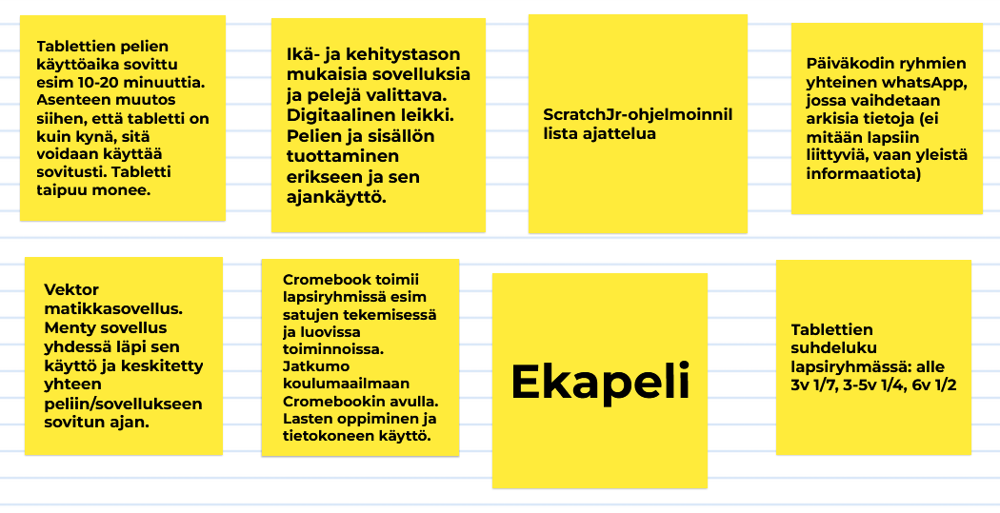 Tablettien pelien
käyttöaika sovittu
esim 10-20 minuuttia.
Asenteen muutos
siihen, että tabletti on
kuin kynä, sitä
voidaan käyttää
sovitusti. Tabletti
taipuu monee.
Ikä- ja kehitystason
mukaisia sovelluksia
ja pelejä valittava.
Digitaalinen leikki.
Pelien ja sisällön
tuottaminen
erikseen ja sen
ajankäyttö.
ScratchJr-ohjelmoinnil
lista ajattelua
Päiväkodin ryhmien
yhteinen whatsApp,
jossa vaihdetaan
arkisia tietoja (ei
mitään lapsiin
liittyviä, vaan yleistä
informaatiota)
Vektor
matikkasovellus.
Menty sovellus
yhdessä läpi sen
käyttö ja keskitetty
yhteen
peliin/sovellukseen
sovitun ajan.
Cromebook toimii
lapsiryhmissä esim
satujen tekemisessä
ja luovissa
toiminnoissa.
Jatkumo
koulumaailmaan
Cromebookin avulla.
Lasten oppiminen ja
tietokoneen käyttö.
Ekapeli
Tablettien
suhdeluku
lapsiryhmässä: alle
3v 1/7, 3-5v 1/4, 6v 1/2